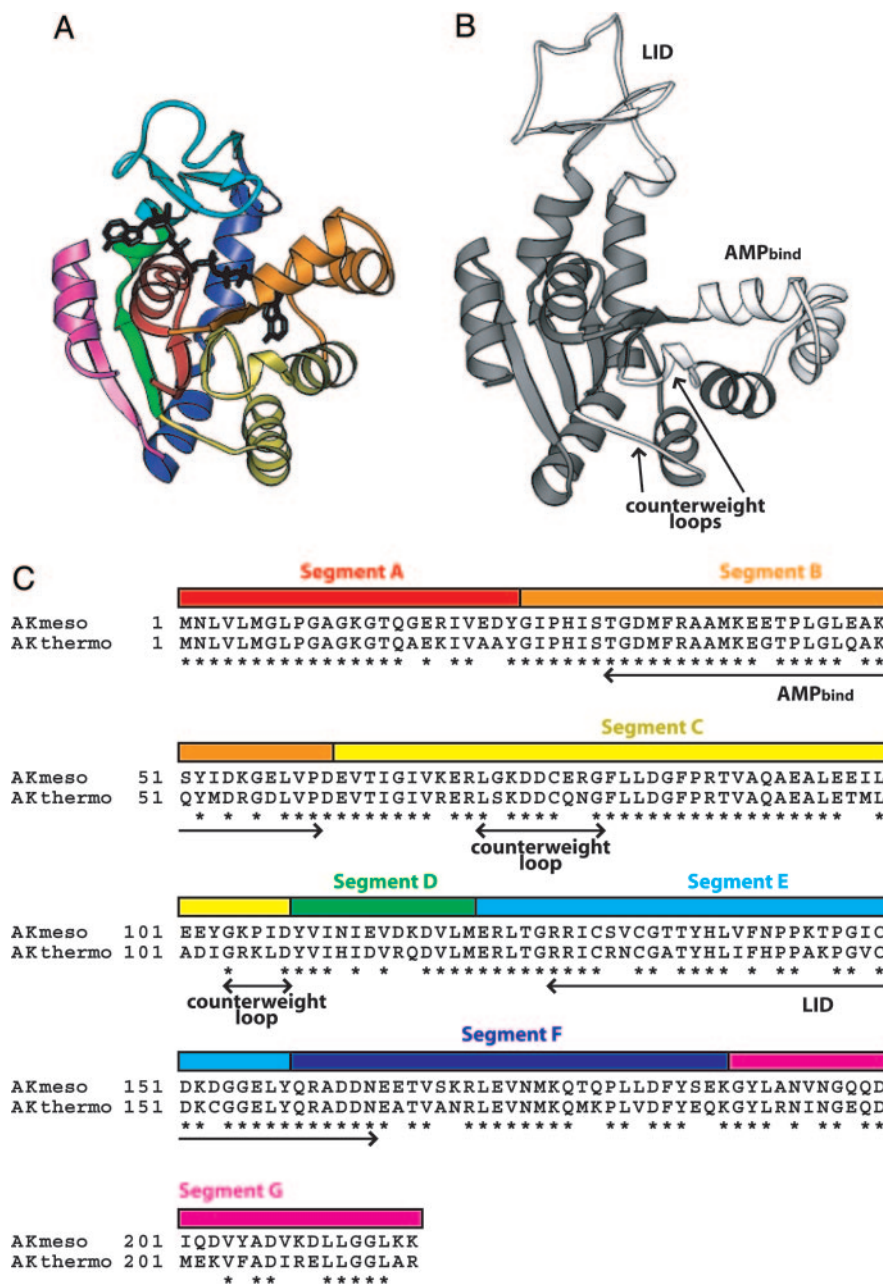 A
B
LID
AMPbind
counterweight
loops
C
Segment A Segment B
AKmeso 1 MNLVLMGLPGAGKGTQGERIVEDYGIPHISTGDMFRAAMKEETPLGLEAK
AKthermo 1 MNLVLMGLPGAGKGTQAEKIVAAYGIPHISTGDMFRAAMKEGTPLGLQAK
**************** * **  ****************** ***** **
AMPbind
Segment C
AKmeso 51 SYIDKGELVPDEVTIGIVKERLGKDDCERGFLLDGFPRTVAQAEALEEIL
AKthermo 51 QYMDRGDLVPDEVTIGIVRERLSKDDCQNGFLLDGFPRTVAQAEALETML
* * * *********** *** ****  ******************  *
counterweight
loop
Segment D Segment E
AKmeso 101 EEYGKPIDYVINIEVDKDVLMERLTGRRICSVCGTTYHLVFNPPKTPGIC
AKthermo 101 ADIGRKLDYVIHIDVRQDVLMERLTGRRICRNCGATYHLIFHPPAKPGVC
*   **** * *  *************  ** **** * **  ** *
counterweight
loop
LID
Segment F
AKmeso 151 DKDGGELYQRADDNEETVSKRLEVNMKQTQPLLDFYSEKGYLANVNGQQD
AKthermo 151 DKCGGELYQRADDNEATVANRLEVNMKQMKPLVDFYEQKGYLRNINGEQD
** ************ **  ********  ** ***  **** * ** **
Segment G
AKmeso 201 IQDVYADVKDLLGGLKK
AKthermo 201 MEKVFADIRELLGGLAR
* **   *****